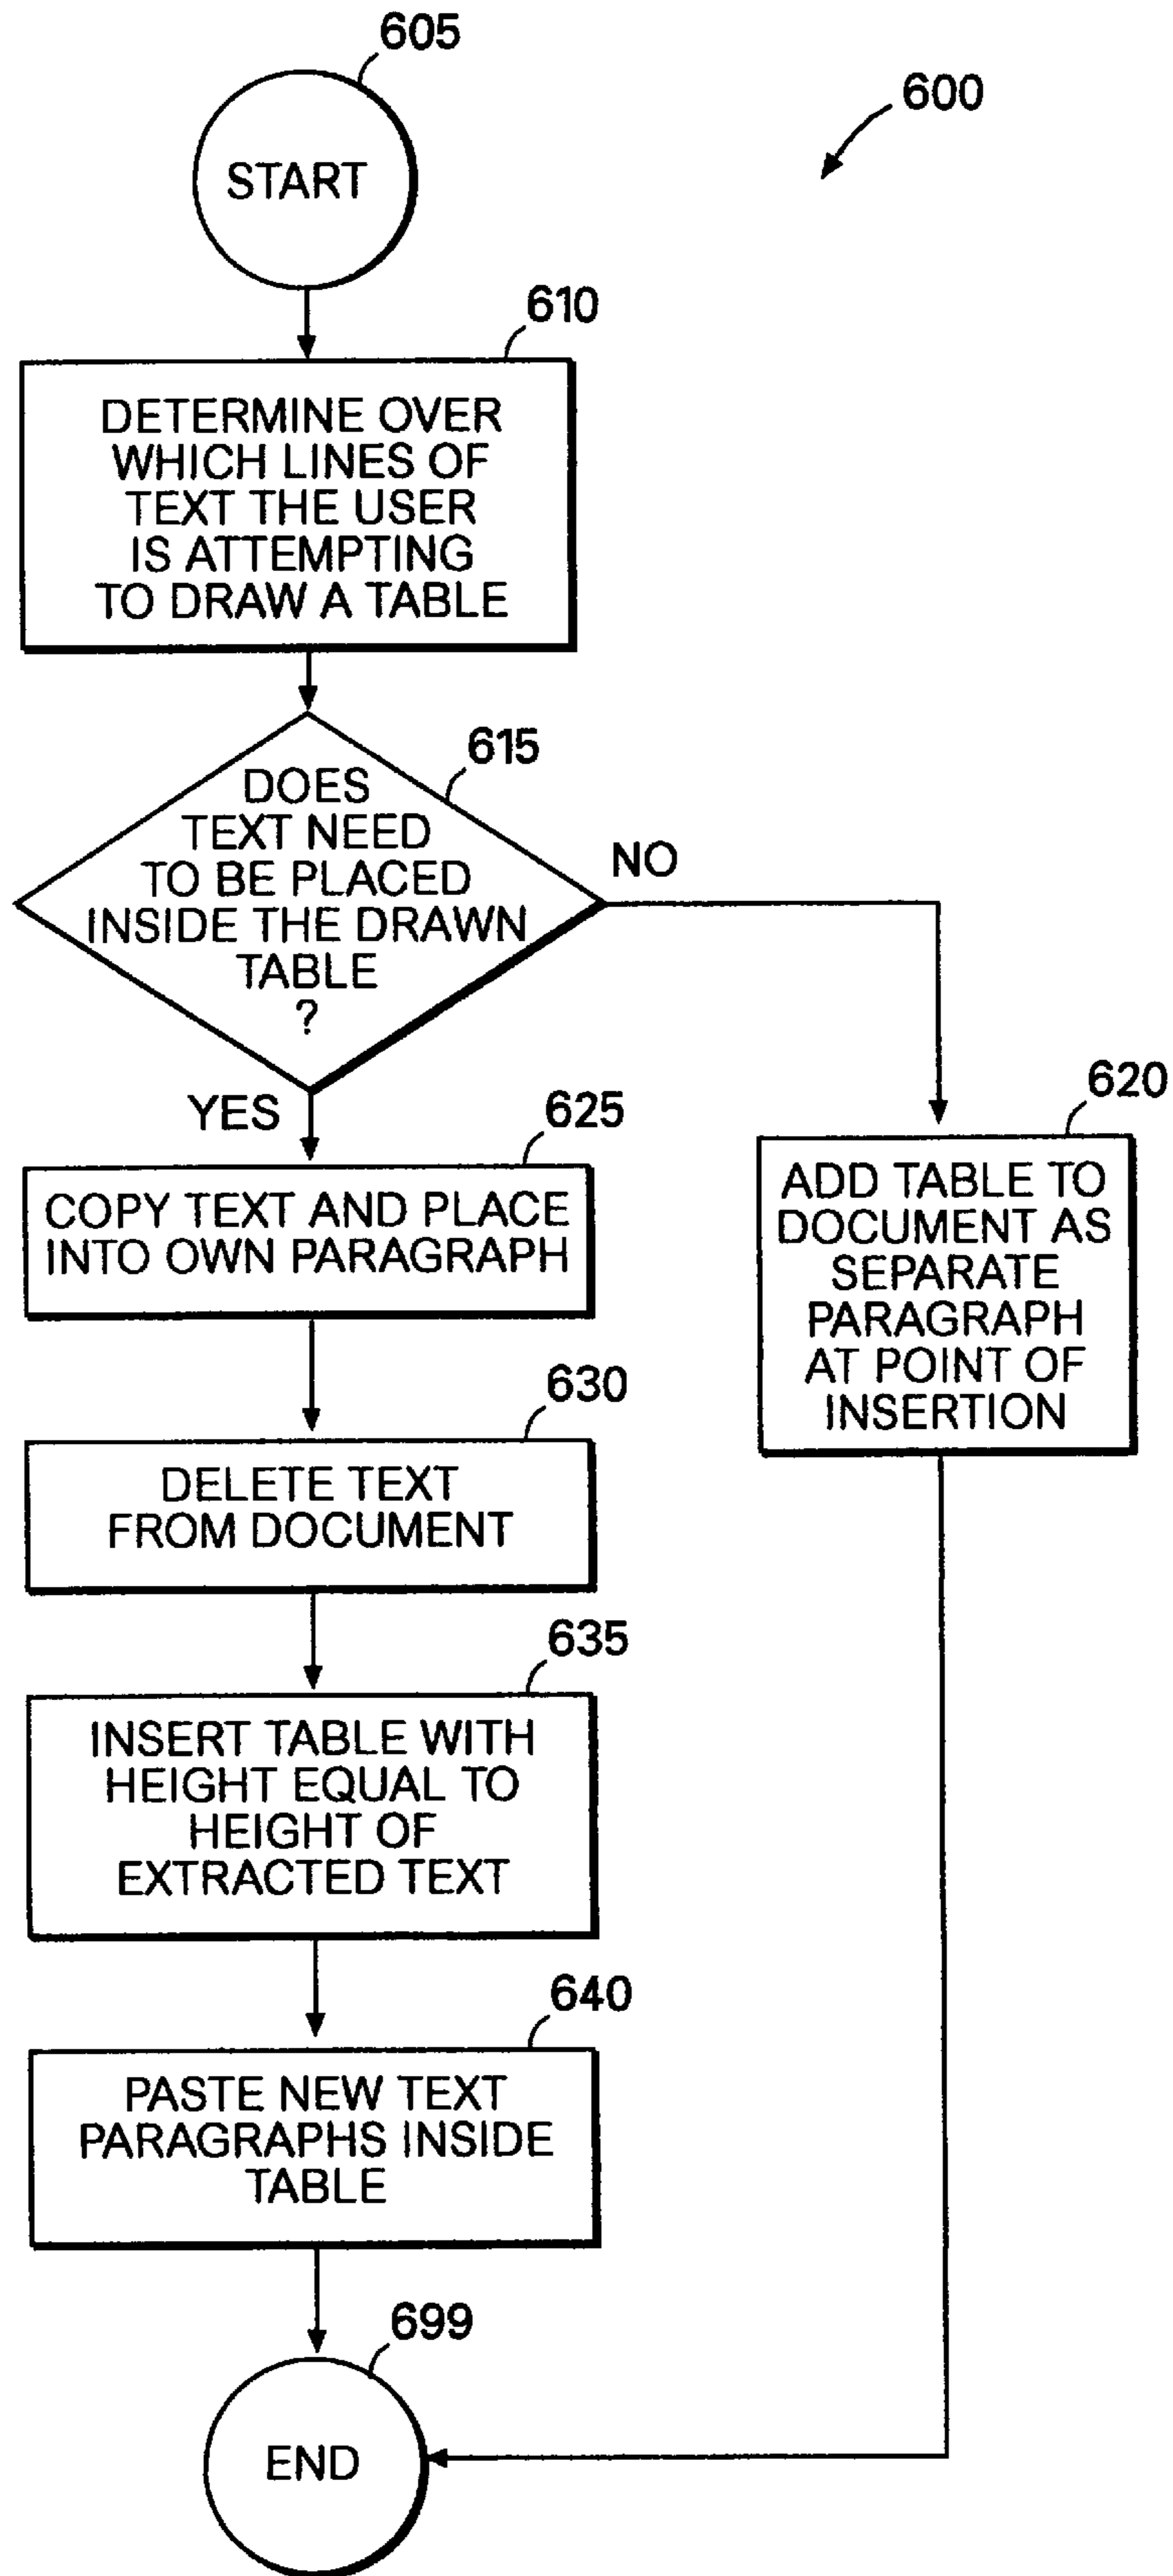 605
600
START
610
DETERMINE OVER
WHICH LINES OF
TEXT THE USER
IS ATTEMPTING
TO DRAW A TABLE
615
DOES
TEXT NEED
TO BE PLACED
INSIDE THE DRAWN
TABLE
?
NO
YES
625
COPY TEXT AND PLACE
INTO OWN PARAGRAPH
620
ADD TABLE TO
DOCUMENT AS
SEPARATE
PARAGRAPH
AT POINT OF
INSERTION
630
DELETE TEXT
FROM DOCUMENT
635
INSERT TABLE WITH
HEIGHT EQUAL TO
HEIGHT OF
EXTRACTED TEXT
640
PASTE NEW TEXT
PARAGRAPHS INSIDE
TABLE
699
END